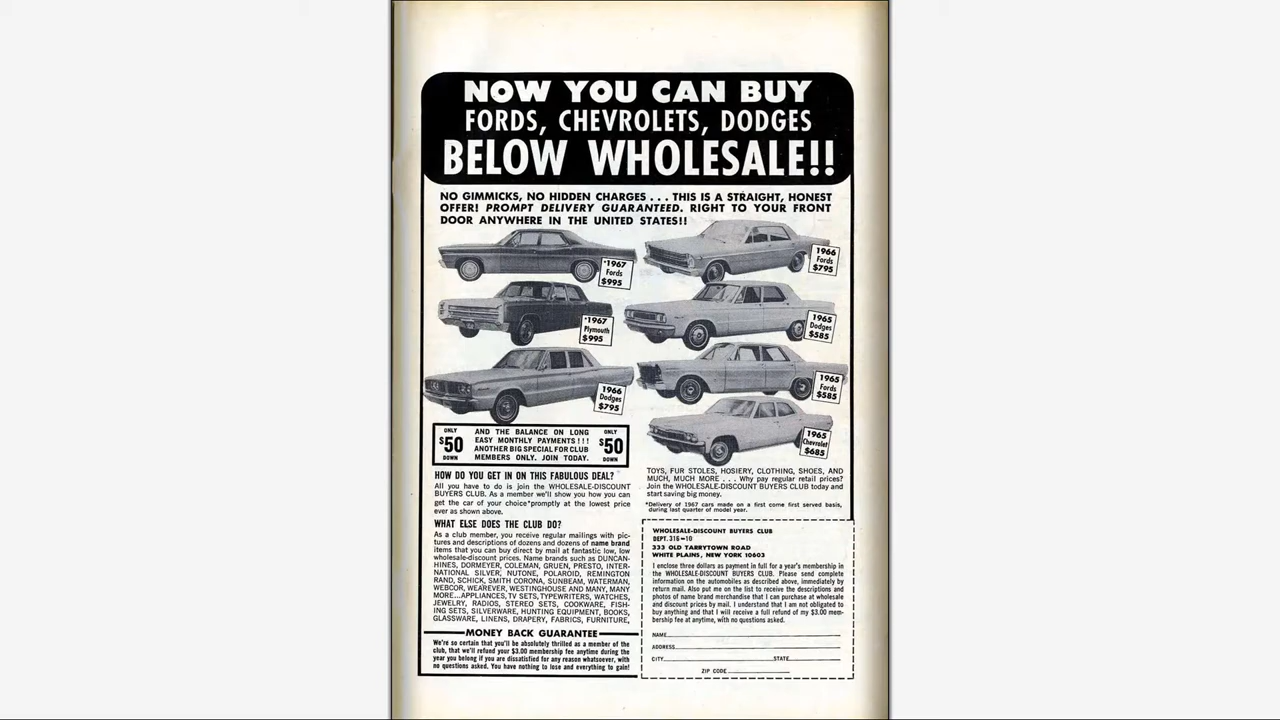 NOW YOU CAN BUY
FORDS, CHEVROLETS, DODGES
BELOW WHOLESALE!!
NO GIMMICKS, NO HIDDEN CHARGES . . . THIS IS A STRAIGHT, HONEST
OFFER! PROMPT DELIVERY GUARANTEED. RIGHT TO YOUR FRONT
DOOR ANYWHERE IN THE UNITED STATES!!
*1967
Fords
$995
1966
Fords
$795
*1967
Plymouth
$995
1965
Dodges
$585
1966
Dodges
$795
1965
Fords
$585
1965
Chevrolet
$685
ONLY
$50
DOWN
AND THE BALANCE ON LONG
EASY MONTHLY PAYMENTS!!!
ANOTHER BIG SPECIAL FOR CLUB
MEMBERS ONLY. JOIN TODAY.
ONLY
$50
DOWN
HOW DO YOU GET IN ON THIS FABULOUS DEAL?
All you have to do is join the WHOLESALE-DISCOUNT
BUYERS CLUB. As a member we'll show you how you can
get the car of your choice*promptly at the lowest price
ever as shown above.
WHAT ELSE DOES THE CLUB DO?
As a club member, you receive regular mailings with pic-
tures and descriptions of dozens and dozens of name brand
items that you can buy direct by mail at fantastic low, low
wholesale-discount prices. Name brands such as DUNCAN-
HINES, DORMEYER, COLEMAN, GRUEN, PRESTO, INTER-
NATIONAL SILVER, NUTONE, POLAROID, REMINGTON
RAND, SCHICK, SMITH CORONA, SUNBEAM, WATERMAN,
WEBCOR, WEAREVER, WESTINGHOUSE AND MANY, MANY
MORE...APPLIANCES, TV SETS, TYPEWRITERS, WATCHES,
JEWELRY, RADIOS, STEREO SETS, COOKWARE, FISH-
ING SETS, SILVERWARE, HUNTING EQUIPMENT, BOOKS,
GLASSWARE, LINENS, DRAPERY, FABRICS, FURNITURE,
TOYS, FUR STOLES, HOSIERY, CLOTHING, SHOES, AND
MUCH, MUCH MORE . . . Why pay regular retail prices?
Join the WHOLESALE-DISCOUNT BUYERS CLUB today and
start saving big money.
*Delivery of 1967 cars made on a first come first served basis,
during last quarter of model year.
MONEY BACK GUARANTEE
We're so certain that you'll be absolutely thrilled as a member of the
club, that we'll refund your $3.00 membership fee anytime during the
year you belong if you are dissatisfied for any reason whatsoever, with
no questions asked. You have nothing to lose and everything to gain!
WHOLESALE-DISCOUNT BUYERS CLUB
DEPT. 316-10
333 OLD TARRYTOWN ROAD
WHITE PLAINS, NEW YORK 10603
I enclose three dollars as payment in full for a year's membership in
the WHOLESALE-DISCOUNT BUYERS CLUB. Please send complete
information on the automobiles as described above, immediately by
return mail. Also put me on the list to receive the descriptions and
photos of name brand merchandise that I can purchase at wholesale
and discount prices by mail. I understand that I am not obligated to
buy anything and that I will receive a full refund of my $3.00 mem-
bership fee at anytime, with no questions asked.
NAME
ADDRESS
CITY STATE
ZIP CODE